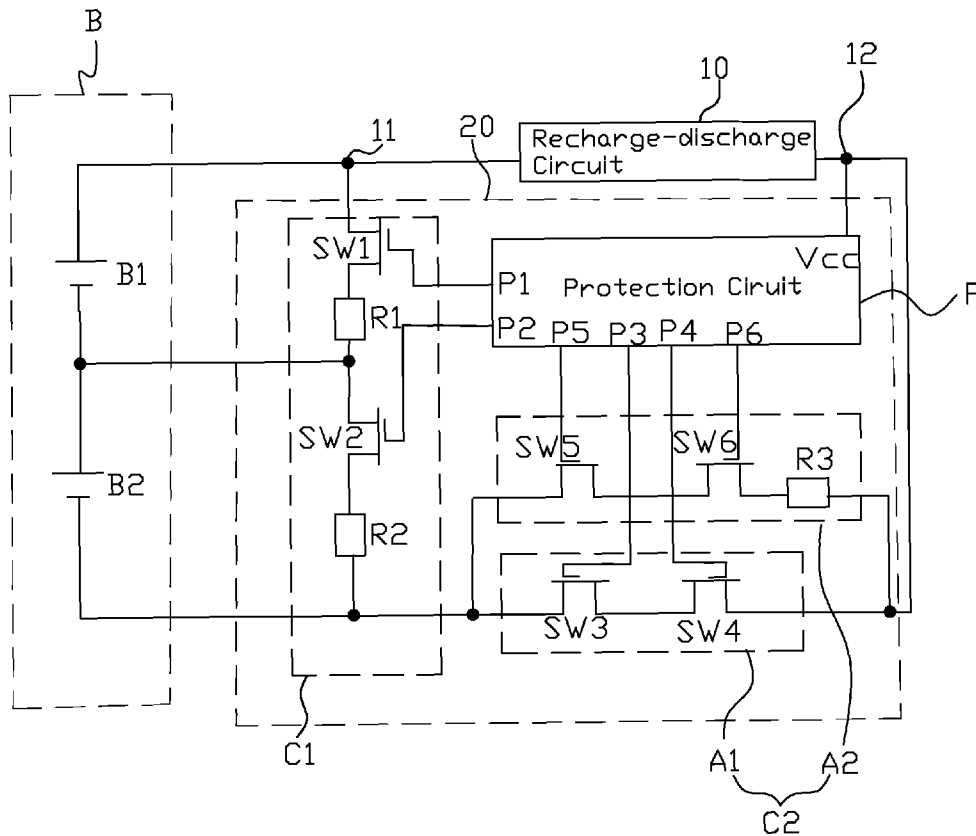 B
12
10
20
11
Recharge-discharge
Circuit
SW1
Vcc
B1
P1
Protection Ciruit
R1
P2
P5
P3
P4
P6
SW2
SW5
SW6
R3
B2
R2
SW3
SW4
C1
A1
A2
C2